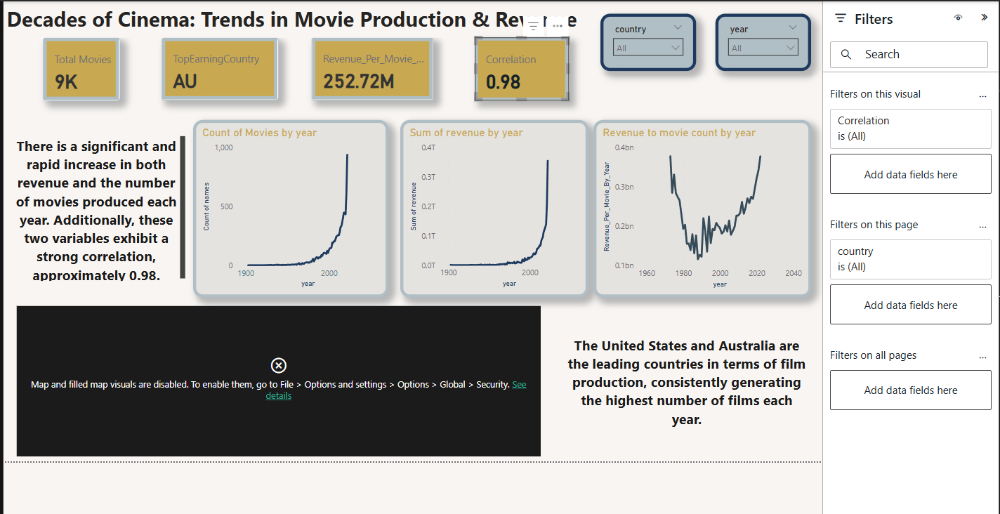 Decades of Cinema: Trends in Movie Production & Re
Total Movies
9K
TopEarningCountry
AU
Revenue_Per_Movie_...
252.72M
Correlation
0.98
country
All
year
All
There is a significant and
rapid increase in both
revenue and the number
of movies produced each
year. Additionally, these
two variables exhibit a
strong correlation,
approximately 0.98.
Count of Movies by year
Count of names
1,000
500
0
1900
2000
year
Sum of revenue by year
Sum of revenue
0.4T
0.3T
0.2T
0.1T
0.0T
1900
2000
year
Revenue to movie count by year
Revenue_Per_Movie_By_Year
0.4bn
0.3bn
0.2bn
0.1bn
1960
1980
2000
2020
2040
year
Map and filled map visuals are disabled. To enable them, go to File > Options and settings > Options > Global > Security. See
details
The United States and Australia are
the leading countries in terms of film
production, consistently generating
the highest number of films each
year.
Filters
Search
Filters on this visual
...
Correlation
is (All)
Add data fields here
Filters on this page
...
country
is (All)
Add data fields here
Filters on all pages
...
Add data fields here